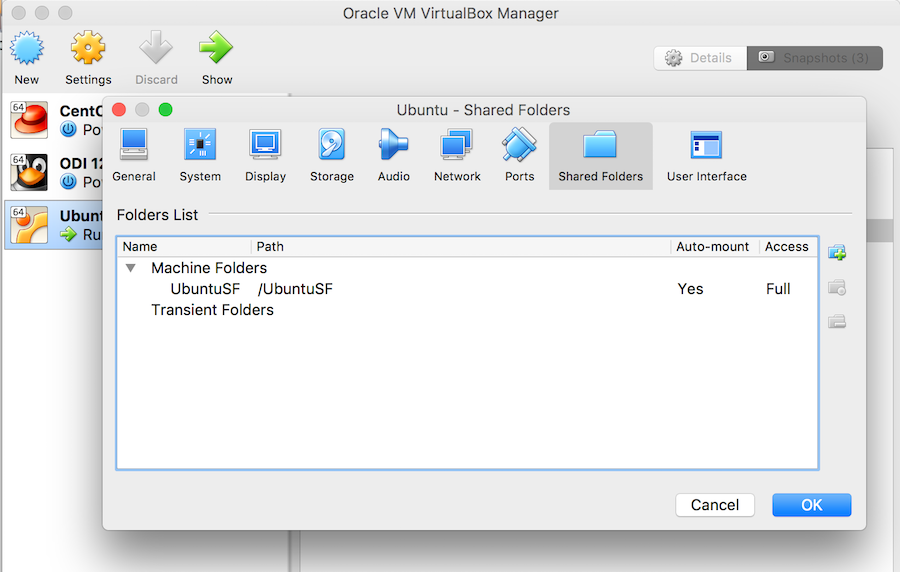 Oracle VM VirtualBox Manager
New Settings Discard Show
Details Snapshots (3)
64 CentC
Po
64 ODI 12
Po
64 Ubunt
Ru
Ubuntu - Shared Folders
General System Display Storage Audio Network Ports Shared Folders User Interface
Folders List
Name Path Auto-mount Access
Machine Folders
UbuntuSF /UbuntuSF Yes Full
Transient Folders
Cancel OK